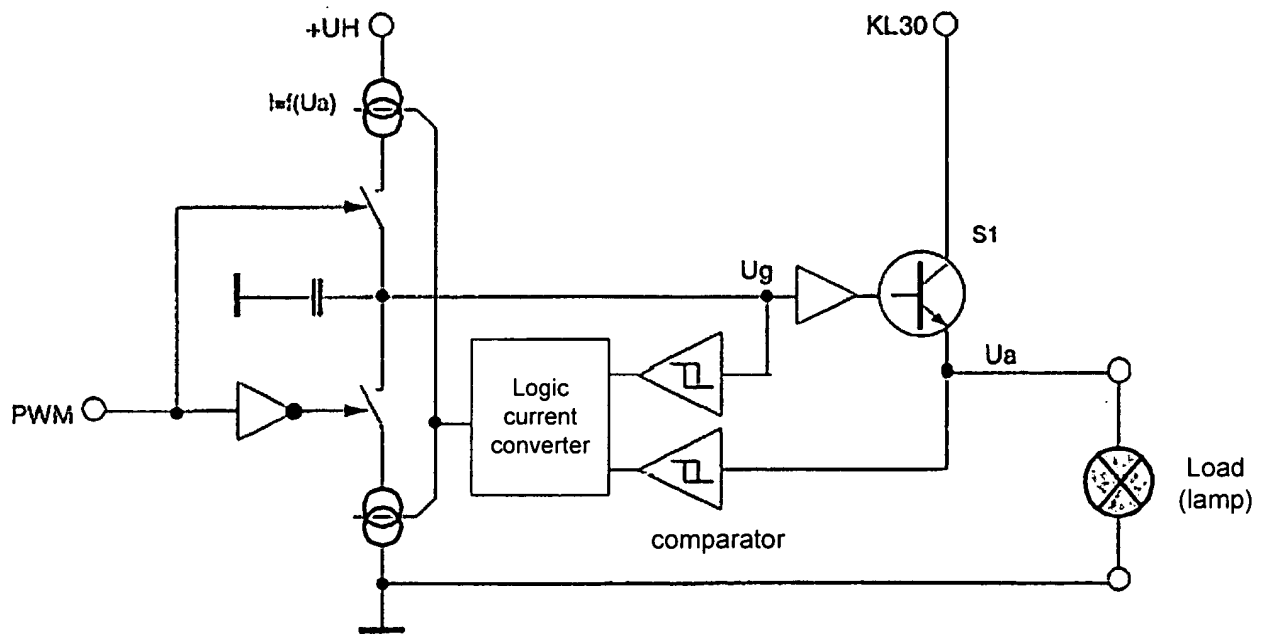 +UH
KL30
I=f(Ua)
S1
Ug
Ua
Logic
current
converter
PWM
Load
(lamp)
comparator